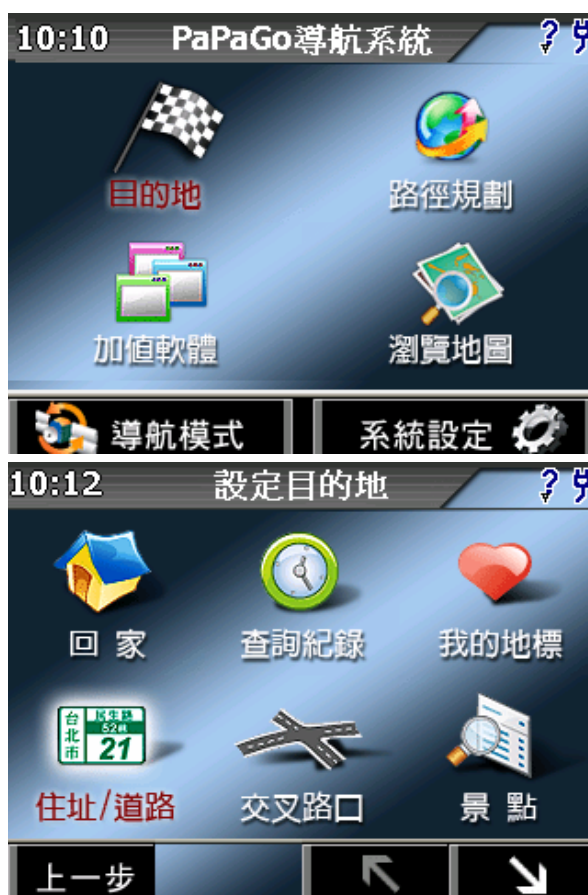 10:10 PaPaGo導航系統
目的地 路徑規劃
加值軟體 瀏覽地圖
導航模式 系統設定
10:12 設定目的地
回家 查詢紀錄 我的地標
台北市 民生路
52巷
21
住址/道路 交叉路口 景點
上一步